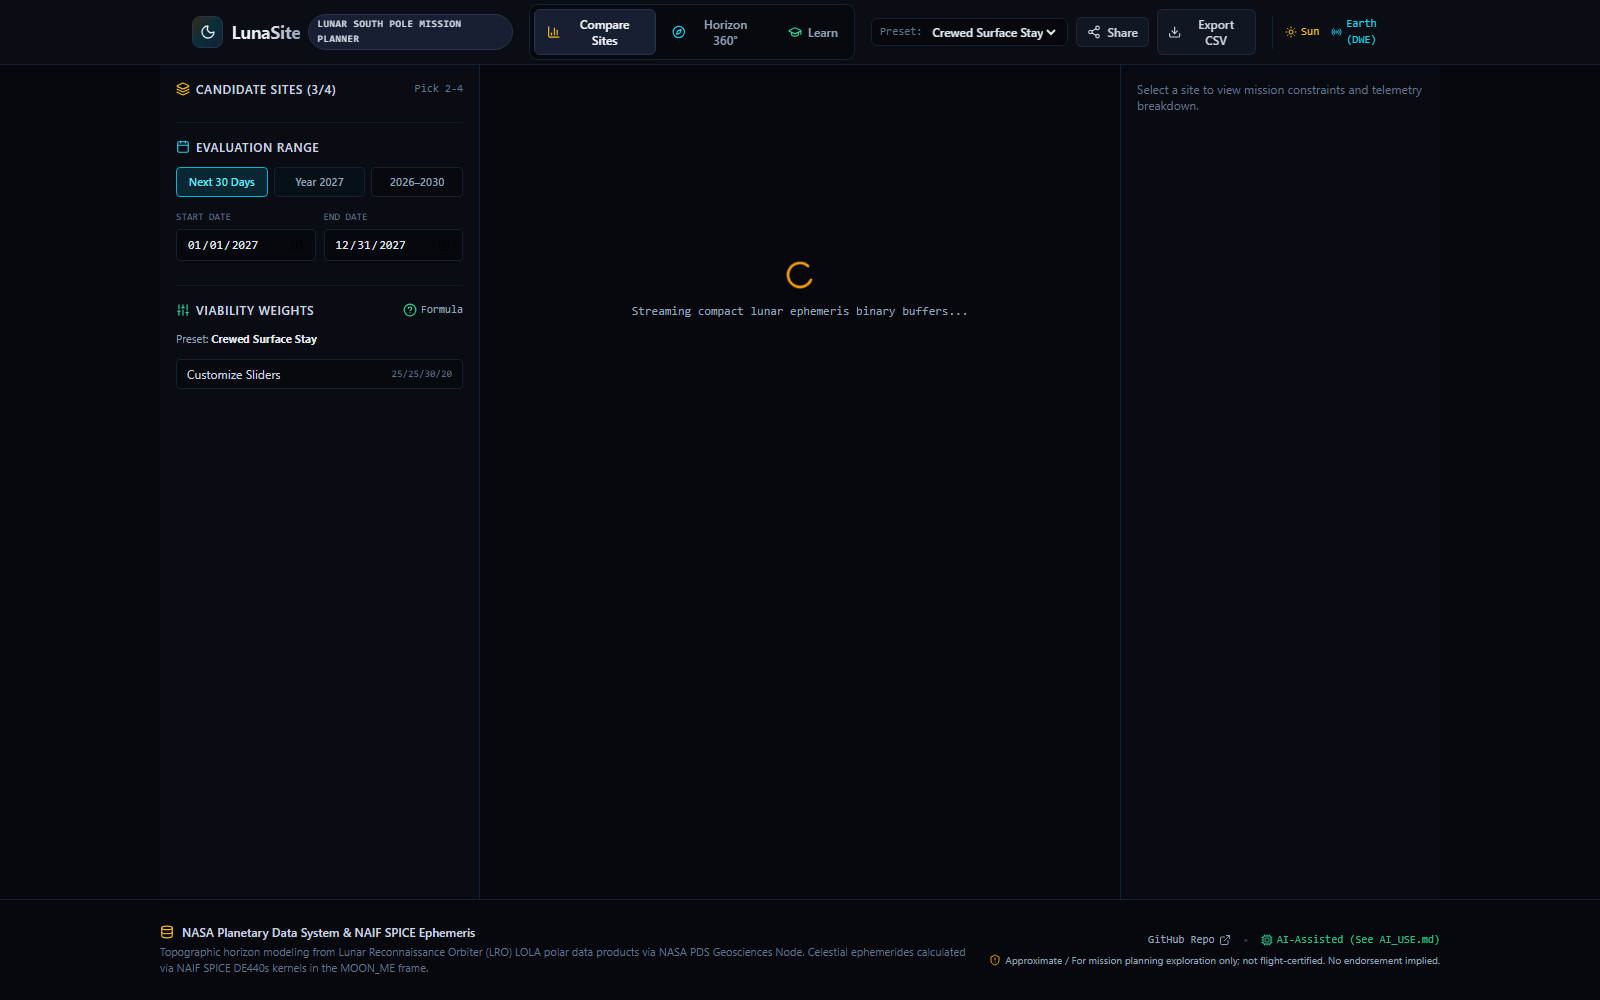 LunaSite
LUNAR SOUTH POLE MISSION
PLANNER
Compare
Sites
Horizon
360°
Learn
Preset: Crewed Surface Stay
Share
Export
CSV
Sun
Earth
(DWE)
CANDIDATE SITES (3/4)
Pick 2-4
EVALUATION RANGE
Next 30 Days
Year 2027
2026–2030
START DATE
END DATE
01/01/2027
12/31/2027
VIABILITY WEIGHTS
Formula
Preset: Crewed Surface Stay
Customize Sliders
25/25/30/20
Streaming compact lunar ephemeris binary buffers...
Select a site to view mission constraints and telemetry
breakdown.
NASA Planetary Data System & NAIF SPICE Ephemeris
Topographic horizon modeling from Lunar Reconnaissance Orbiter (LRO) LOLA polar data products via NASA PDS Geosciences Node. Celestial ephemerides calculated
via NAIF SPICE DE440s kernels in the MOON_ME frame.
GitHub Repo
AI-Assisted (See AI_USE.md)
Approximate / For mission planning exploration only; not flight-certified. No endorsement implied.